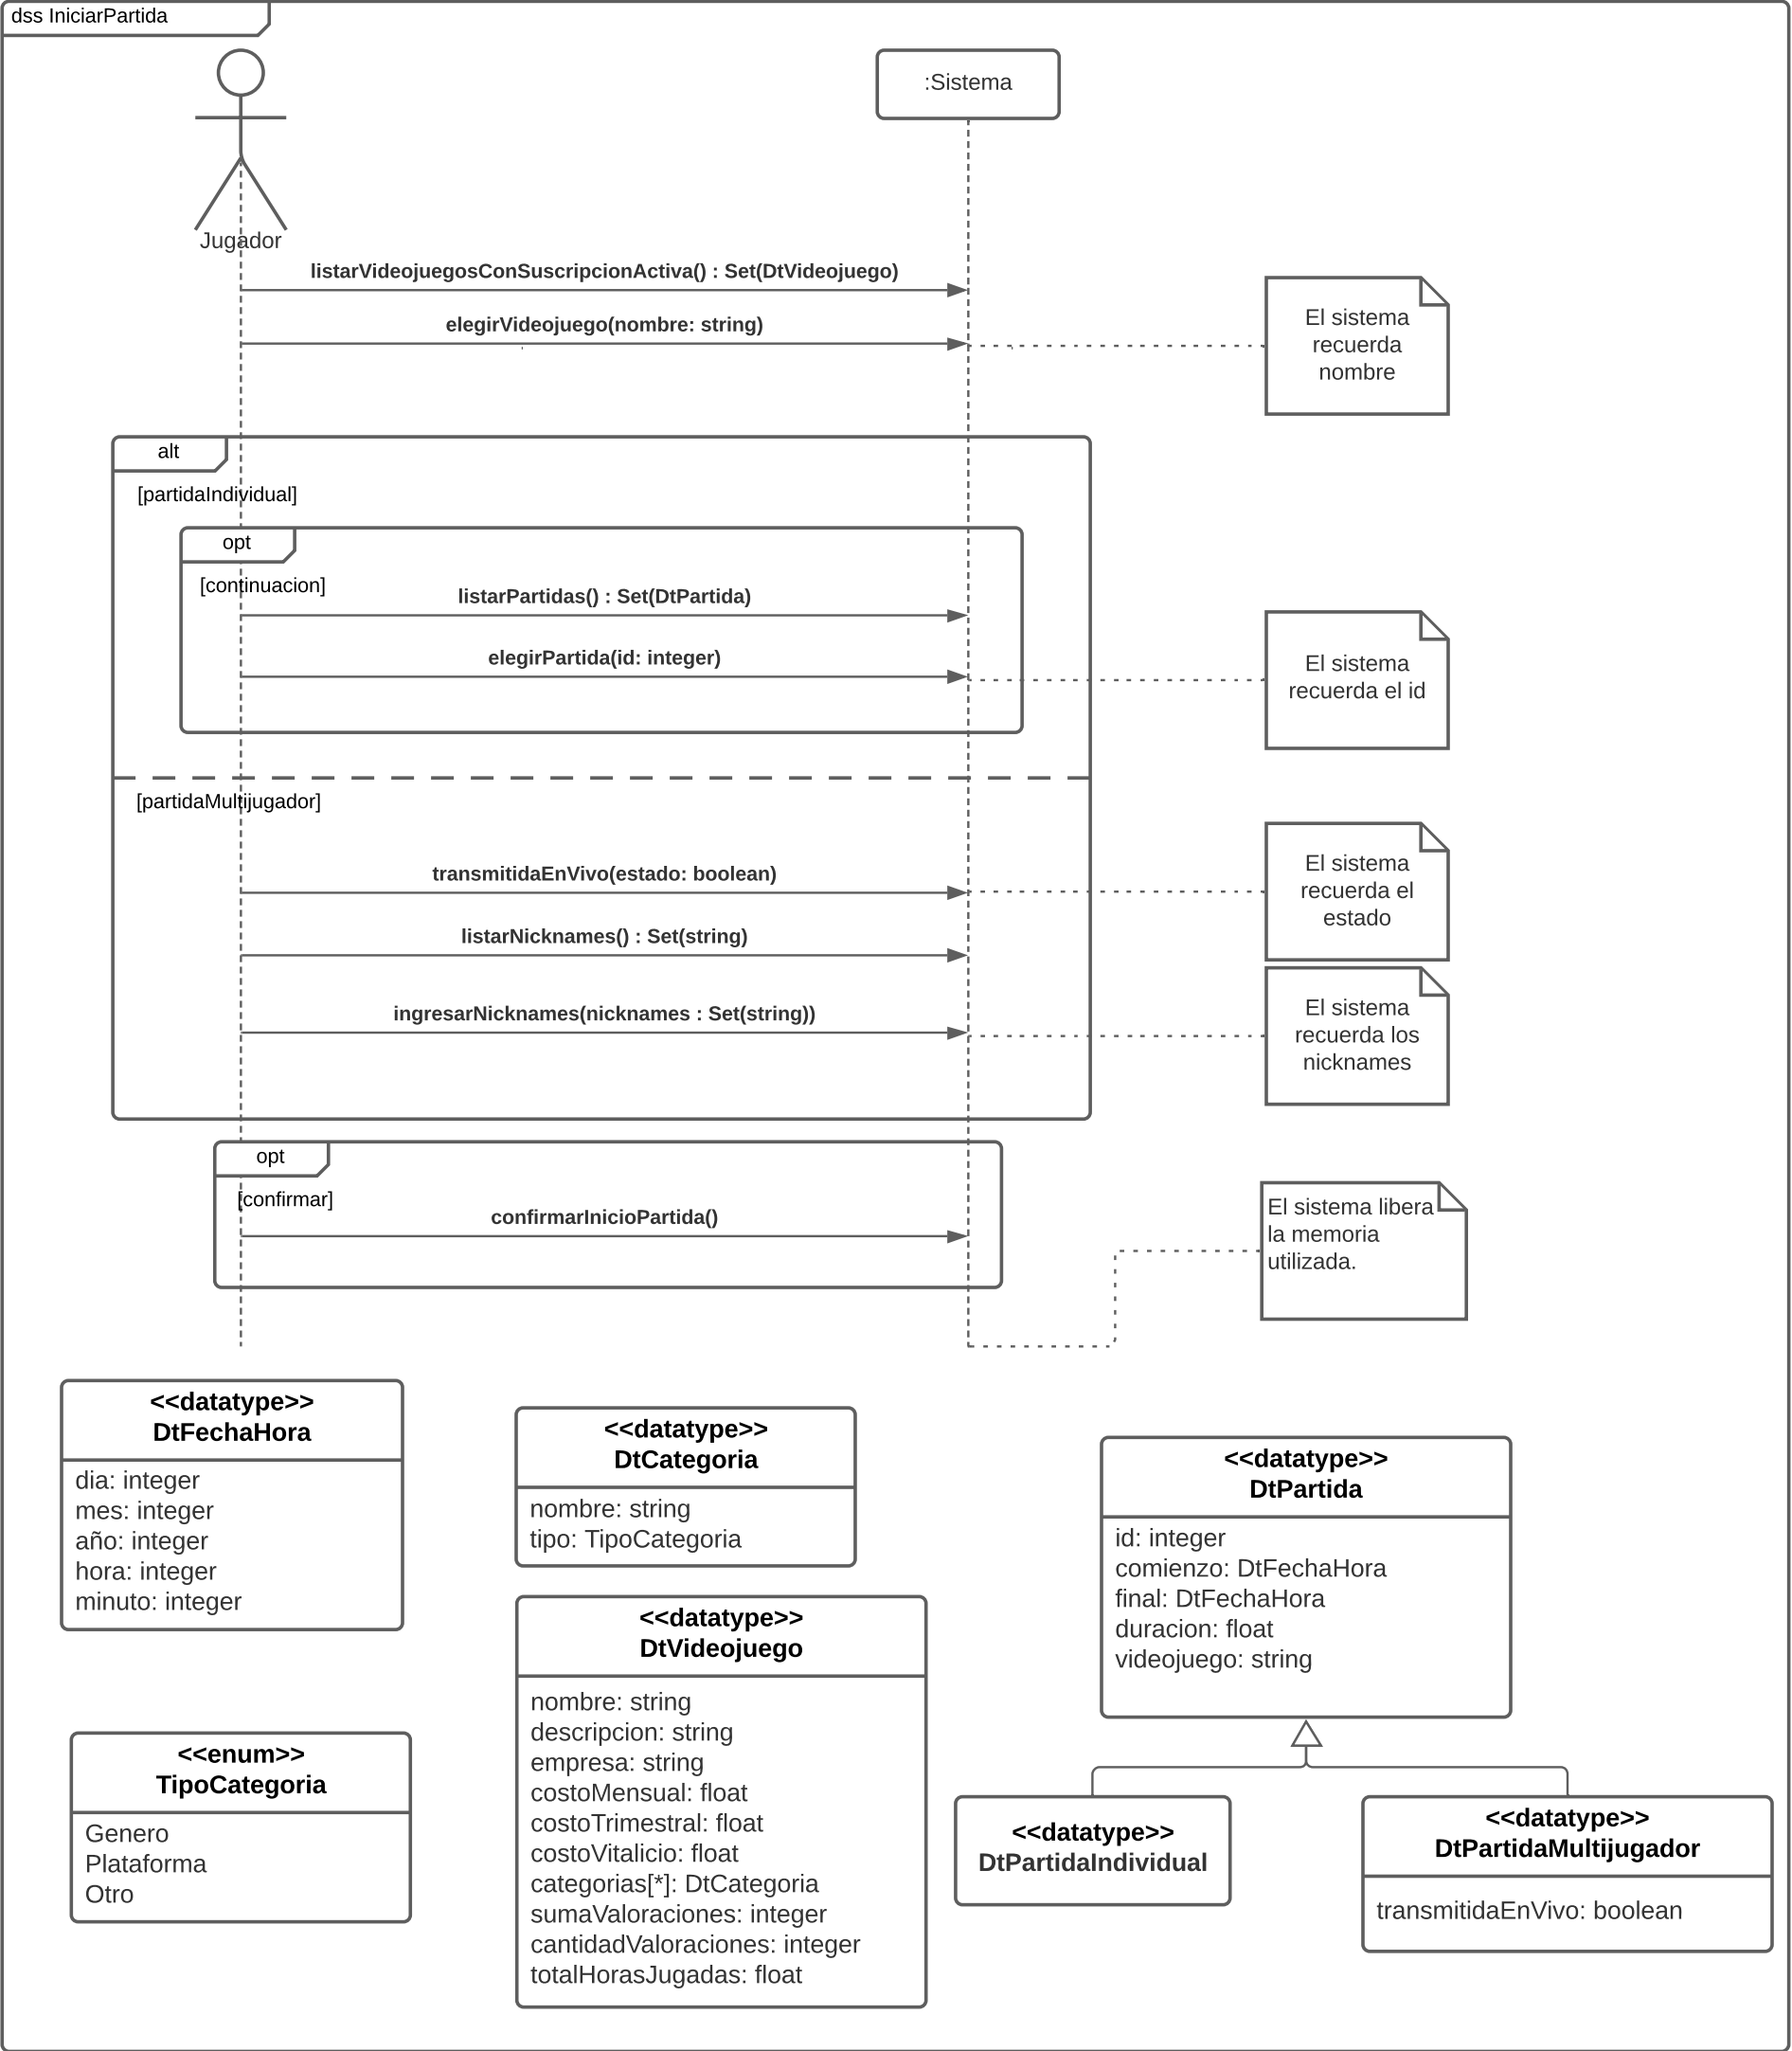 dss IniciarPartida
:Sistema
Jugador
listarVideojuegosConSuscripcionActiva() : Set(DtVideojuego)
elegirVideojuego(nombre: string)
El sistema
recuerda
nombre
alt
[partidaIndividual]
opt
[continuacion]
listarPartidas() : Set(DtPartida)
elegirPartida(id: integer)
El sistema
recuerda el id
[partidaMultijugador]
transmitidaEnVivo(estado: boolean)
El sistema
recuerda el
estado
listarNicknames() : Set(string)
ingresarNicknames(nicknames : Set(string))
El sistema
recuerda los
nicknames
opt
[confirmar]
confirmarInicioPartida()
El sistema libera
la memoria
utilizada.
<<datatype>>
DtFechaHora
dia: integer
mes: integer
año: integer
hora: integer
minuto: integer
<<datatype>>
DtCategoria
nombre: string
tipo: TipoCategoria
<<datatype>>
DtPartida
id: integer
comienzo: DtFechaHora
final: DtFechaHora
duracion: float
videojuego: string
<<datatype>>
DtVideojuego
nombre: string
descripcion: string
empresa: string
costoMensual: float
costoTrimestral: float
costoVitalicio: float
categorias[*]: DtCategoria
sumaValoraciones: integer
cantidadValoraciones: integer
totalHorasJugadas: float
<<enum>>
TipoCategoria
Genero
Plataforma
Otro
<<datatype>>
DtPartidaIndividual
<<datatype>>
DtPartidaMultijugador
transmitidaEnVivo: boolean